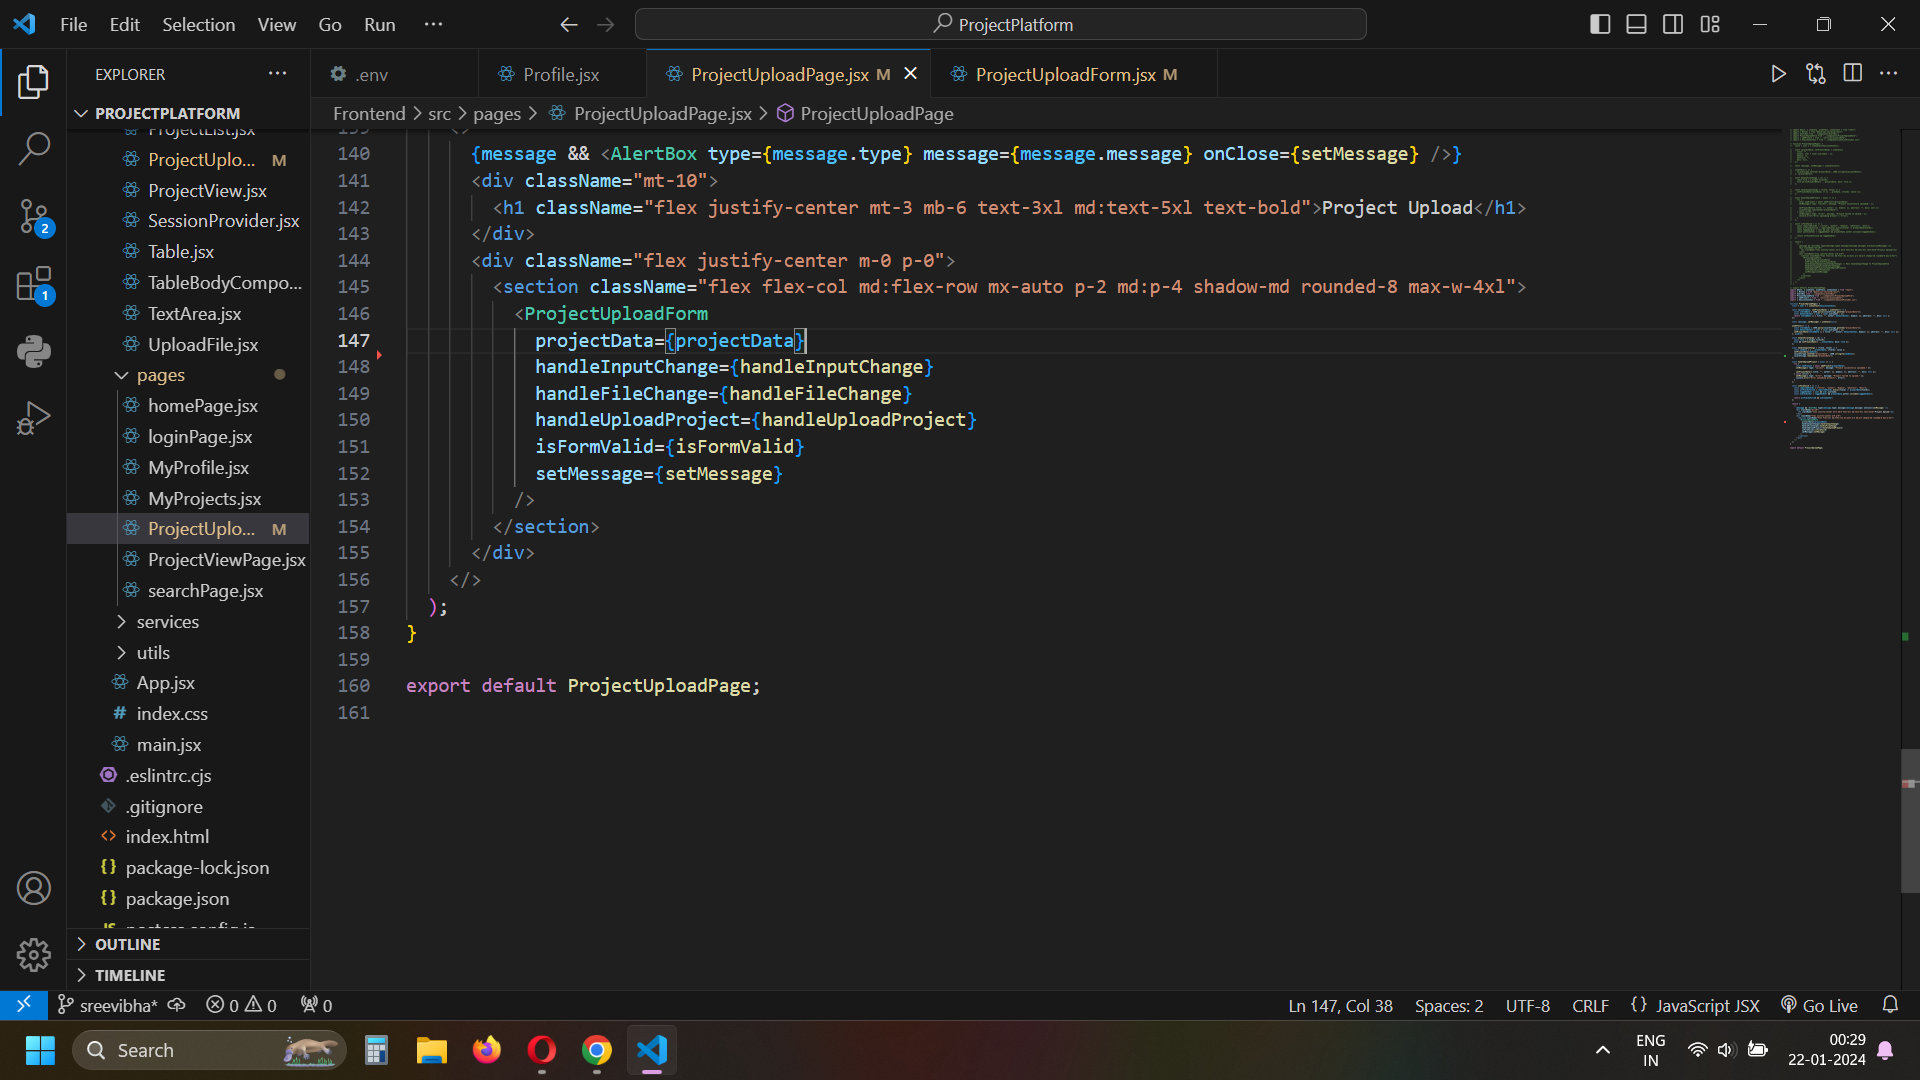 File Edit Selection View Go Run ···
ProjectPlatform
EXPLORER ···
.env
Profile.jsx
ProjectUploadPage.jsx M
ProjectUploadForm.jsx M
PROJECTPLATFORM
Frontend > src > pages > ProjectUploadPage.jsx > ProjectUploadPage
ProjectList.jsx
ProjectUplo... M
ProjectView.jsx
SessionProvider.jsx
Table.jsx
TableBodyCompo...
TextArea.jsx
UploadFile.jsx
pages
homePage.jsx
loginPage.jsx
MyProfile.jsx
MyProjects.jsx
ProjectUplo... M
ProjectViewPage.jsx
searchPage.jsx
services
utils
App.jsx
# index.css
main.jsx
.eslintrc.cjs
.gitignore
<> index.html
{} package-lock.json
{} package.json
OUTLINE
TIMELINE
2
1
139 <>
140 {message && <AlertBox type={message.type} message={message.message} onClose={setMessage} />}
141 <div className="mt-10">
142 <h1 className="flex justify-center mt-3 mb-6 text-3xl md:text-5xl text-bold">Project Upload</h1>
143 </div>
144 <div className="flex justify-center m-0 p-0">
145 <section className="flex flex-col md:flex-row mx-auto p-2 md:p-4 shadow-md rounded-8 max-w-4xl">
146 <ProjectUploadForm
147 projectData={projectData}
148 handleInputChange={handleInputChange}
149 handleFileChange={handleFileChange}
150 handleUploadProject={handleUploadProject}
151 isFormValid={isFormValid}
152 setMessage={setMessage}
153 />
154 </section>
155 </div>
156 </>
157 );
158 }
159
160 export default ProjectUploadPage;
161
sreevibha* 0 0 0
Ln 147, Col 38 Spaces: 2 UTF-8 CRLF {} JavaScript JSX Go Live
Search
ENG
IN
00:29
22-01-2024